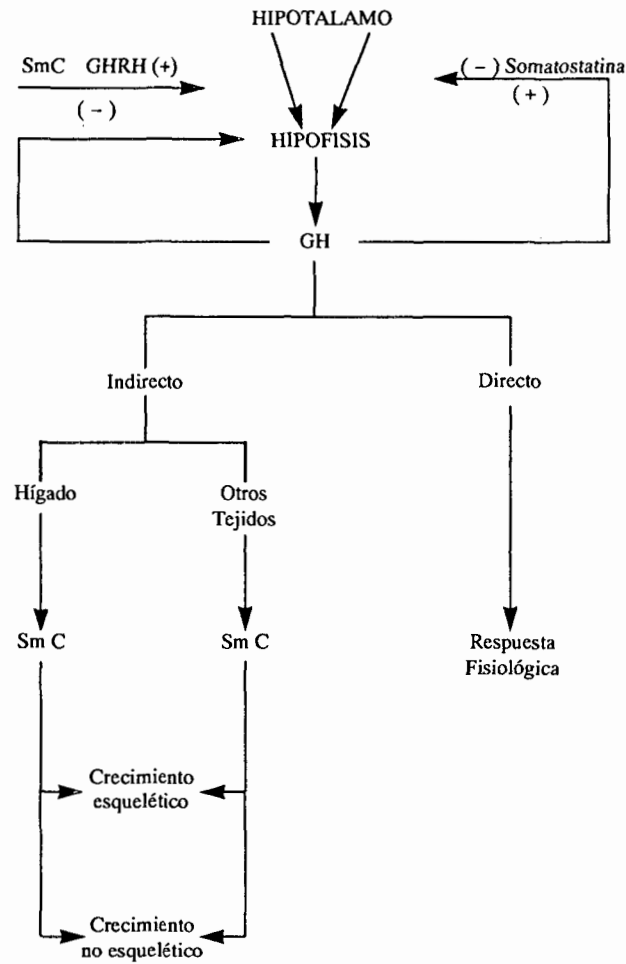 HIPOTALAMO
SmC GHRH (+)
(-)
(-) Somatostatina
(+)
HIPOFISIS
GH
Indirecto
Directo
Hígado
Otros
Tejidos
Sm C
Sm C
Respuesta
Fisiológica
Crecimiento
esquelético
Crecimiento
no esquelético